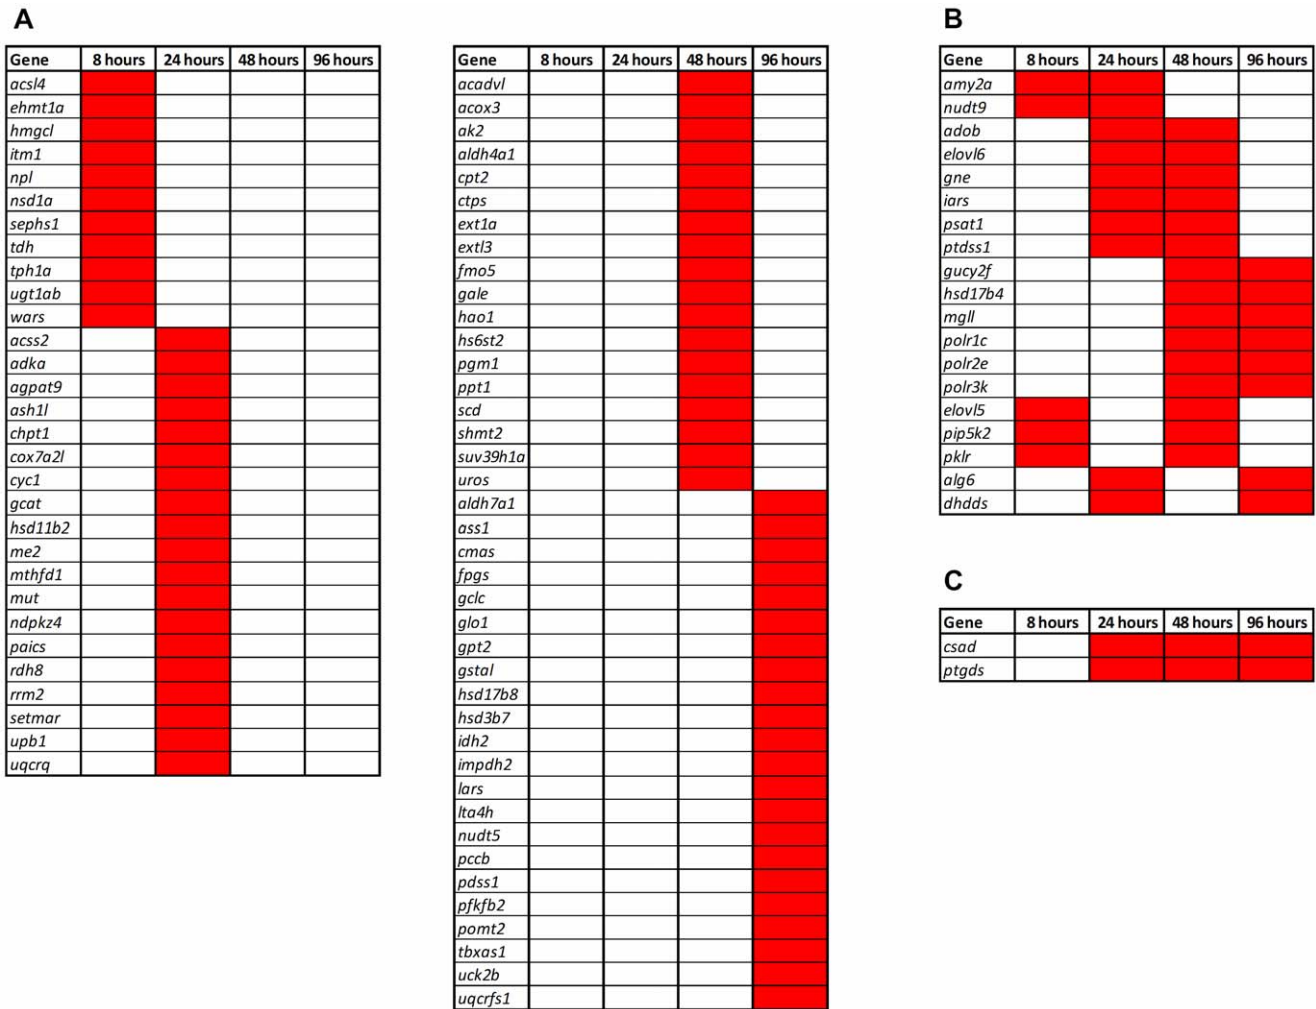 A
Gene 8 hours 24 hours 48 hours 96 hours
acsl4
ehmt1a
hmgcl
itm1
npl
nsd1a
sephs1
tdh
tph1a
ugt1ab
wars
acss2
adka
agpat9
ash1l
chpt1
cox7a2l
cyc1
gcat
hsd11b2
me2
mthfd1
mut
ndpkz4
paics
rdh8
rrm2
setmar
upb1
uqcrq
Gene 8 hours 24 hours 48 hours 96 hours
acadvl
acox3
ak2
aldh4a1
cpt2
ctps
ext1a
extl3
fmo5
gale
hao1
hs6st2
pgm1
ppt1
scd
shmt2
suv39h1a
uros
aldh7a1
ass1
cmas
fpgs
gclc
glo1
gpt2
gstal
hsd17b8
hsd3b7
idh2
impdh2
lars
lta4h
nudt5
pccb
pdss1
pfkfb2
pomt2
tbxas1
uck2b
uqcrfs1
B
Gene 8 hours 24 hours 48 hours 96 hours
amy2a
nudt9
adob
elovl6
gne
iars
psat1
ptdss1
gucy2f
hsd17b4
mgll
polr1c
polr2e
polr3k
elovl5
pip5k2
pklr
alg6
dhdds
C
Gene 8 hours 24 hours 48 hours 96 hours
csad
ptgds